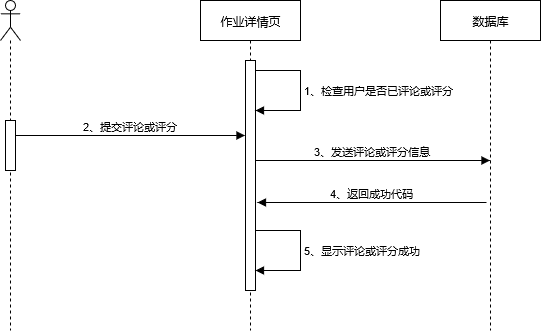 作业详情页
数据库
1、检查用户是否已评论或评分
2、提交评论或评分
3、发送评论或评分信息
4、返回成功代码
5、显示评论或评分成功